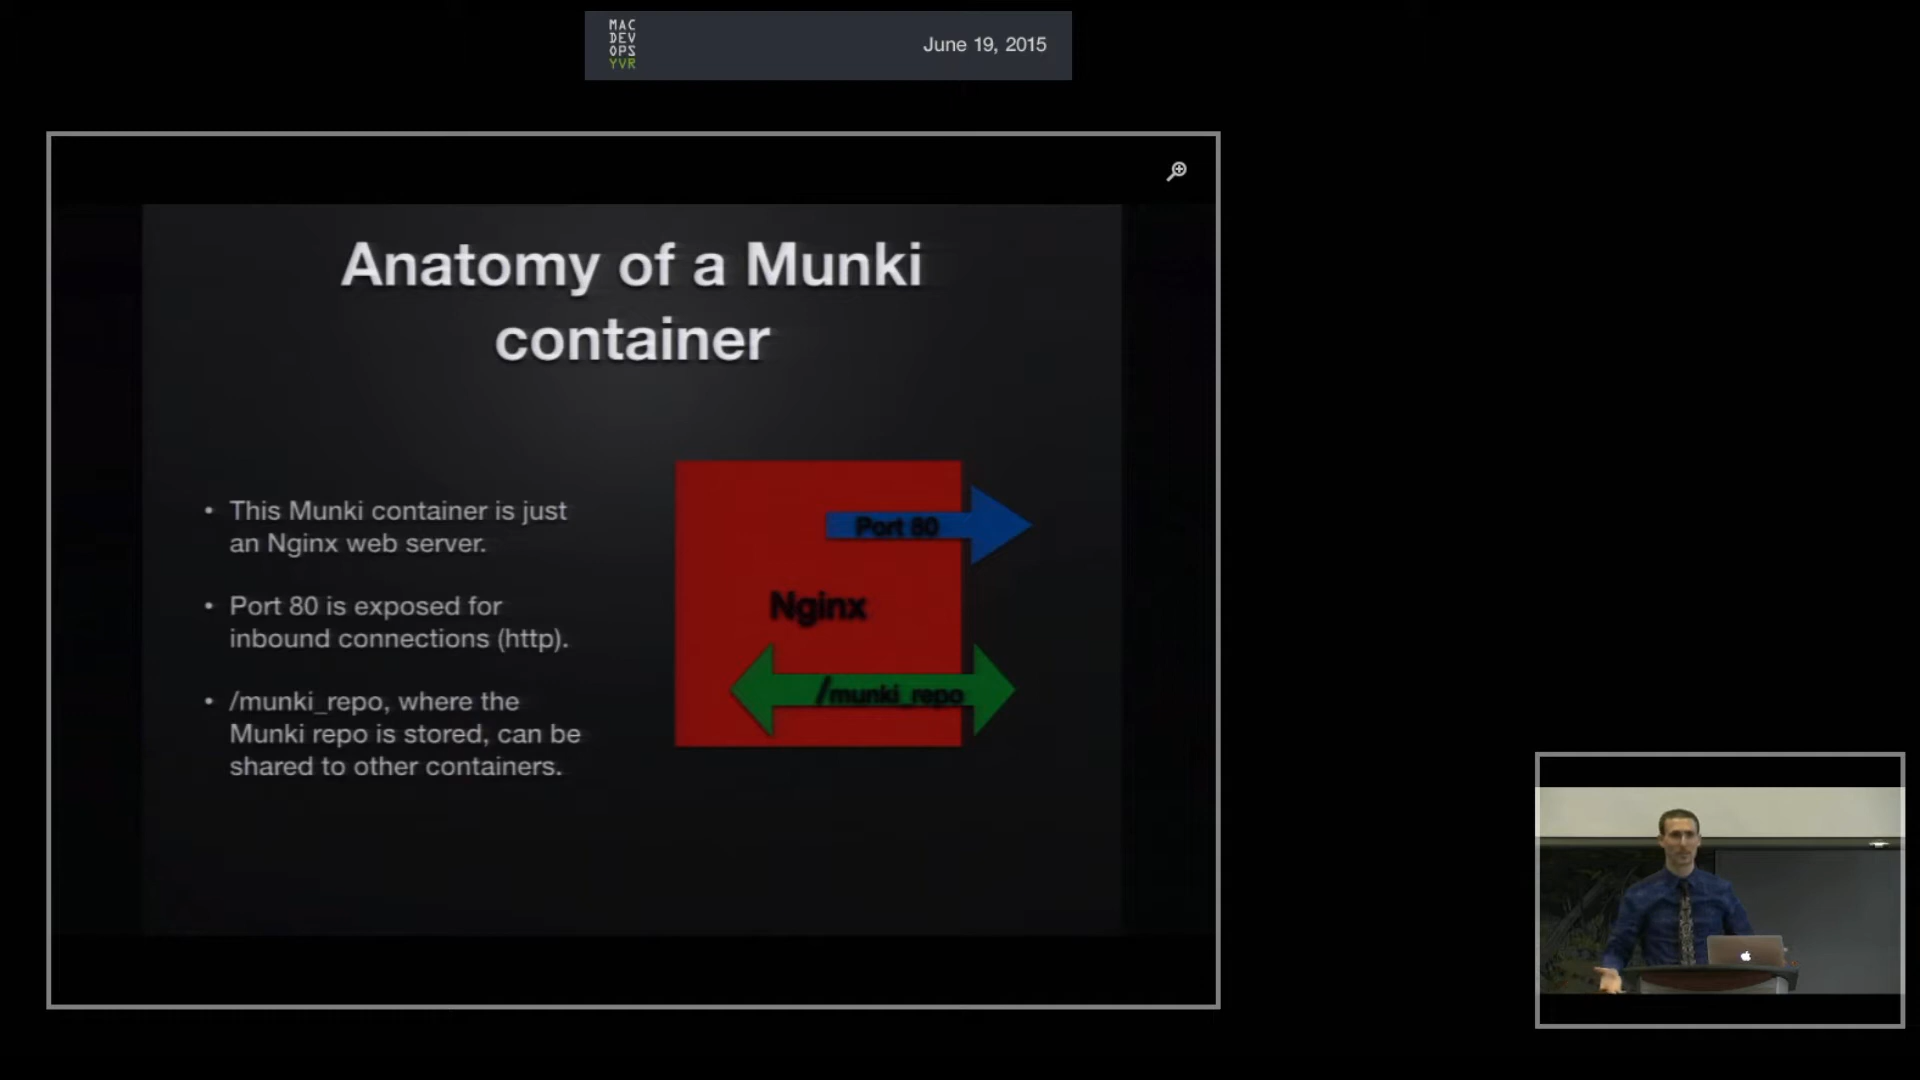 MAC
DEV
OPS
YVR
June 19, 2015
Anatomy of a Munki
container
• This Munki container is just
an Nginx web server.
• Port 80 is exposed for
inbound connections (http).
• /munki_repo, where the
Munki repo is stored, can be
shared to other containers.
Port 80
Nginx
/munki_repo